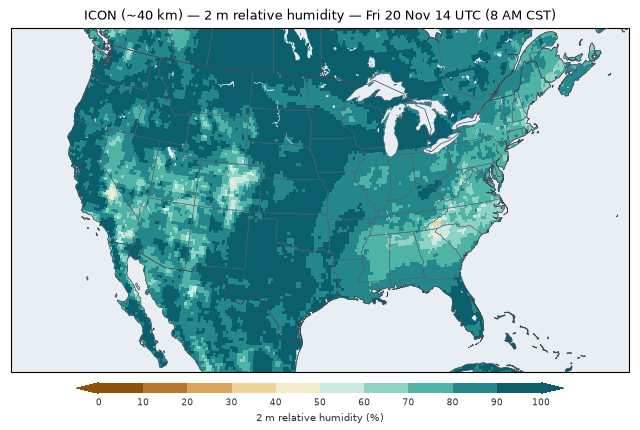 ICON (~40 km) — 2 m relative humidity — Fri 20 Nov 14 UTC (8 AM CST)
0 10 20 30 40 50 60 70 80 90 100
2 m relative humidity (%)